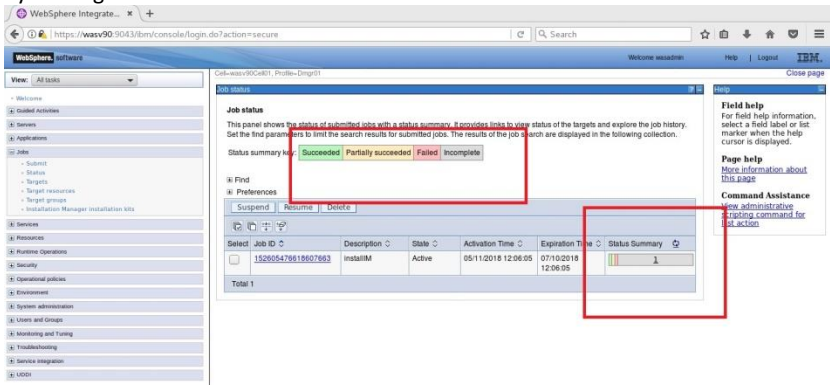 WebSphere Integrate... × +
https://wasv90:9043/ibm/console/login.do?action=secure
Search
WebSphere. software
Welcome wasadmin
Help | Logout
IBM.
View: All tasks
Cell=wasv90Cell01, Profile=Dmgr01
Close page
Welcome
Guided Activities
Servers
Applications
Jobs
Submit
Status
Targets
Target resources
Target groups
Installation Manager installation kits
Services
Resources
Runtime Operations
Security
Operational policies
Environment
System administration
Users and Groups
Monitoring and Tuning
Troubleshooting
Service integration
UDDI
Job status
Job status
This panel shows the status of submitted jobs with a status summary. It provides links to view status of the targets and explore the job history.
Set the find parameters to limit the search results for submitted jobs. The results of the job search are displayed in the following collection.
Status summary key: Succeeded Partially succeeded Failed Incomplete
Find
Preferences
Suspend Resume Delete
Select Job ID Description State Activation Time Expiration Time Status Summary
152605476618607663 installIM Active 05/11/2018 12:06:05 07/10/2018 12:06:05 1
Total 1
Help
Field help
For field help information,
select a field label or list
marker when the help
cursor is displayed.
Page help
More information about
this page
Command Assistance
View administrative
scripting command for
last action